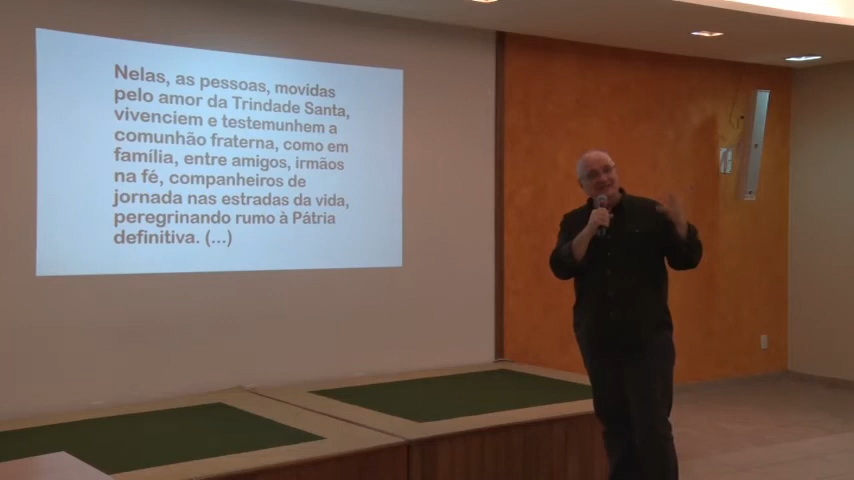 Nelas, as pessoas, movidas
pelo amor da Trindade Santa,
vivenciem e testemunhem a
comunhão fraterna, como em
família, entre amigos, irmãos
na fé, companheiros de
jornada nas estradas da vida,
peregrinando rumo à Pátria
definitiva. (...)